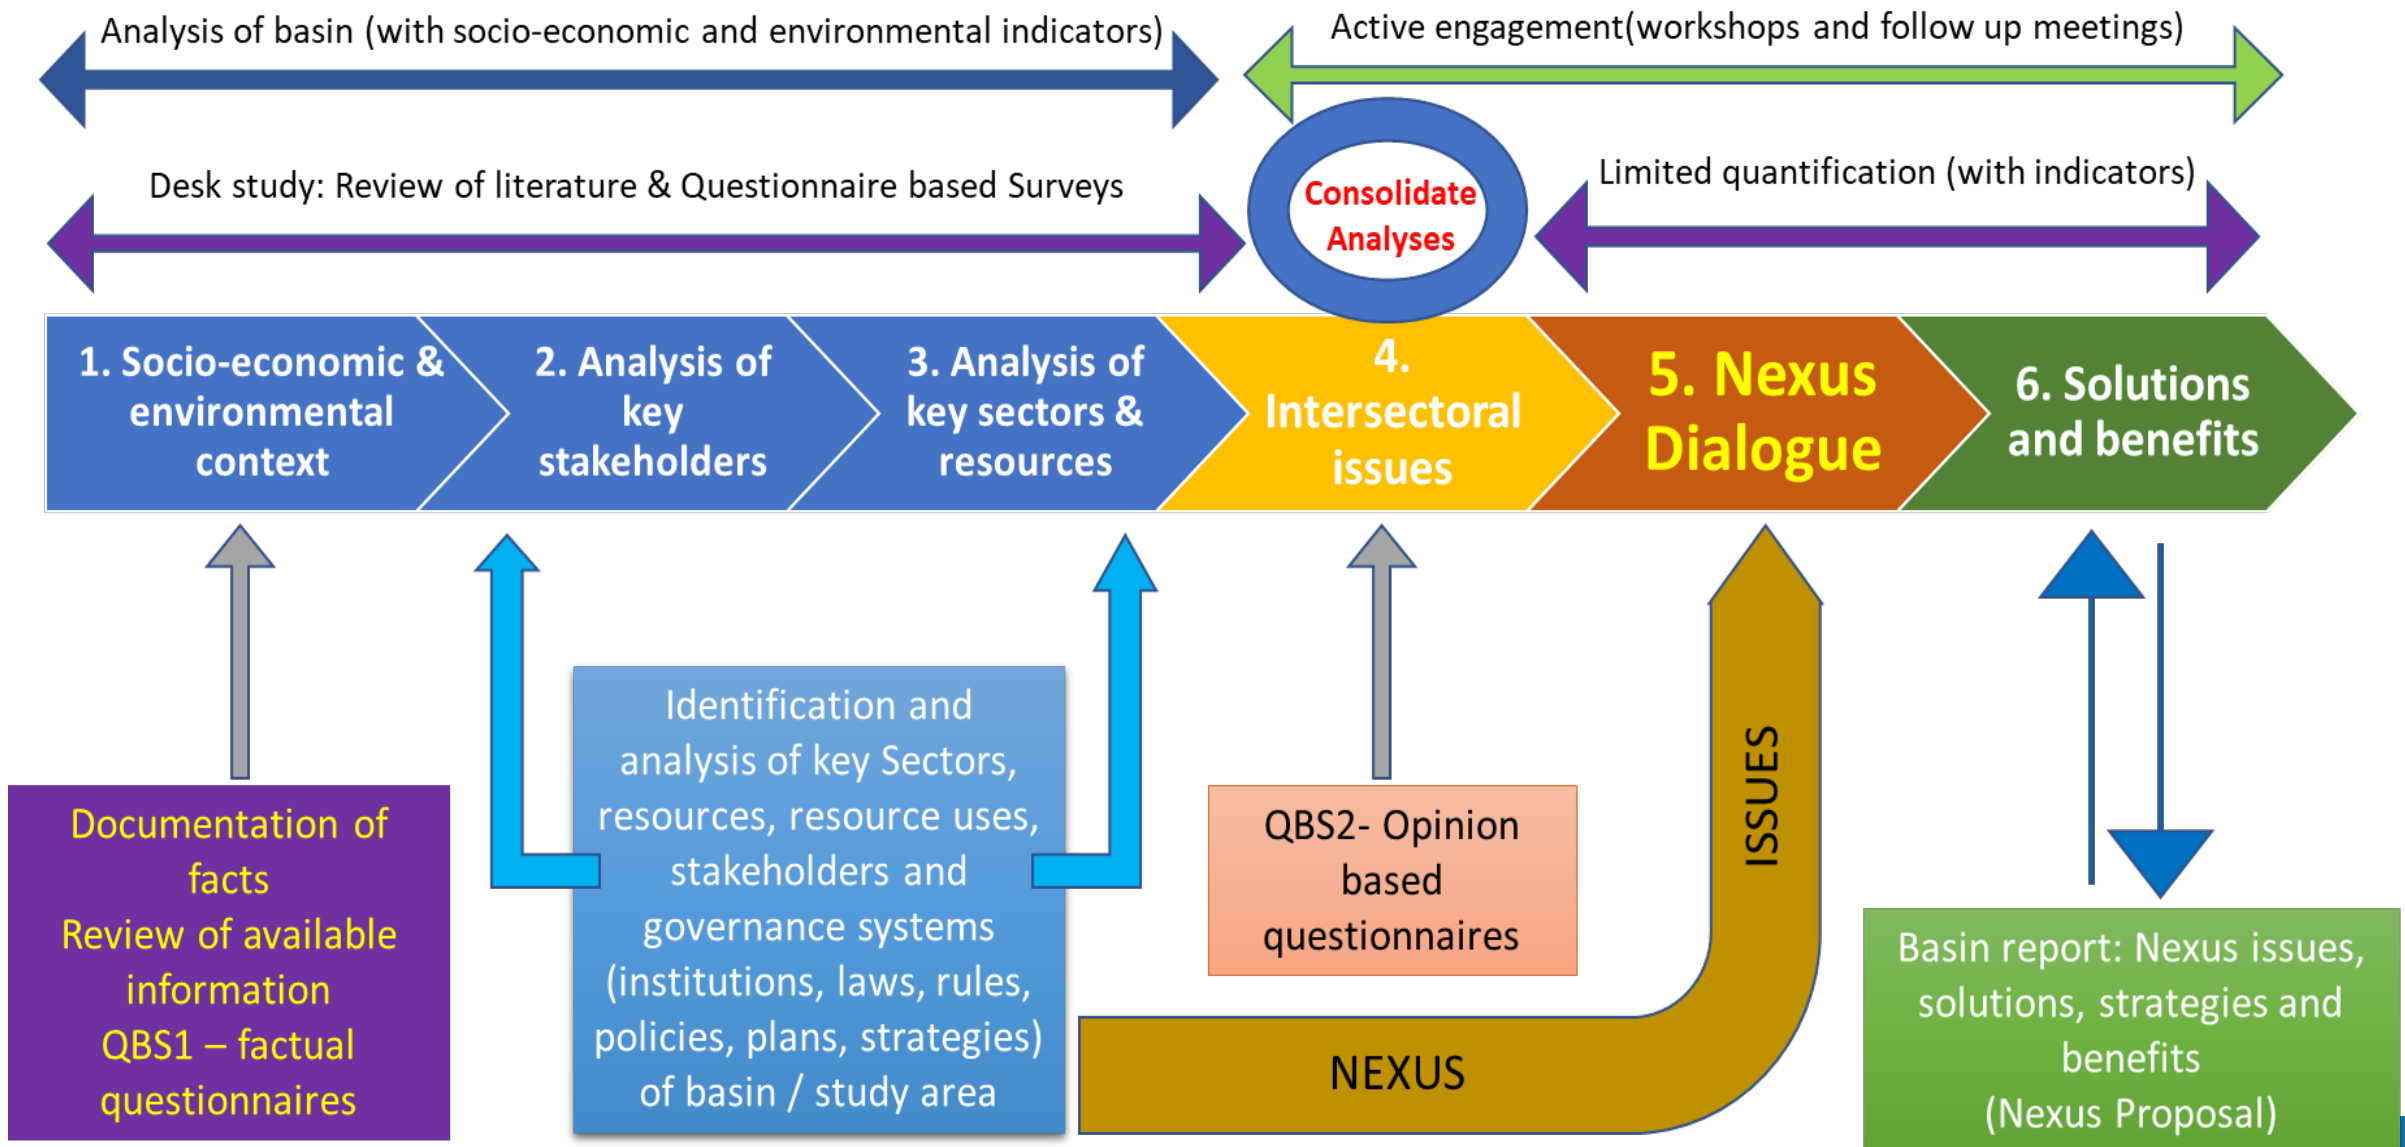 Analysis of basin (with socio-economic and environmental indicators)
Active engagement(workshops and follow up meetings)
Desk study: Review of literature & Questionnaire based Surveys
Consolidate
Analyses
Limited quantification (with indicators)
1. Socio-economic &
environmental
context
2. Analysis of
key
stakeholders
3. Analysis of
key sectors &
resources
4.
Intersectoral
issues
5. Nexus
Dialogue
6. Solutions
and benefits
Documentation of
facts
Review of available
information
QBS1 – factual
questionnaires
Identification and
analysis of key Sectors,
resources, resource uses,
stakeholders and
governance systems
(institutions, laws, rules,
policies, plans, strategies)
of basin / study area
QBS2- Opinion
based
questionnaires
NEXUS
ISSUES
Basin report: Nexus issues,
solutions, strategies and
benefits
(Nexus Proposal)